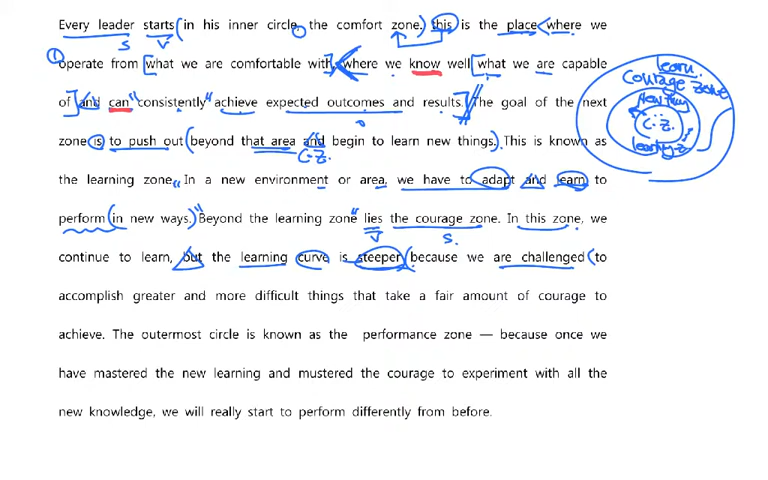 Every leader starts in his inner circle, the comfort zone, this is the place where we
S V
① operate from what we are comfortable with, where we know well what we are capable
of and can consistently achieve expected outcomes and results. The goal of the next
zone is to push out beyond that area and begin to learn new things. This is known as
C.Z.
the learning zone. In a new environment or area, we have to adapt and learn to
perform in new ways. Beyond the learning zone lies the courage zone. In this zone, we
V S.
continue to learn, but the learning curve is steeper because we are challenged to
accomplish greater and more difficult things that take a fair amount of courage to
achieve. The outermost circle is known as the performance zone — because once we
have mastered the new learning and mustered the courage to experiment with all the
new knowledge, we will really start to perform differently from before.
learn
courage zone
C.Z.